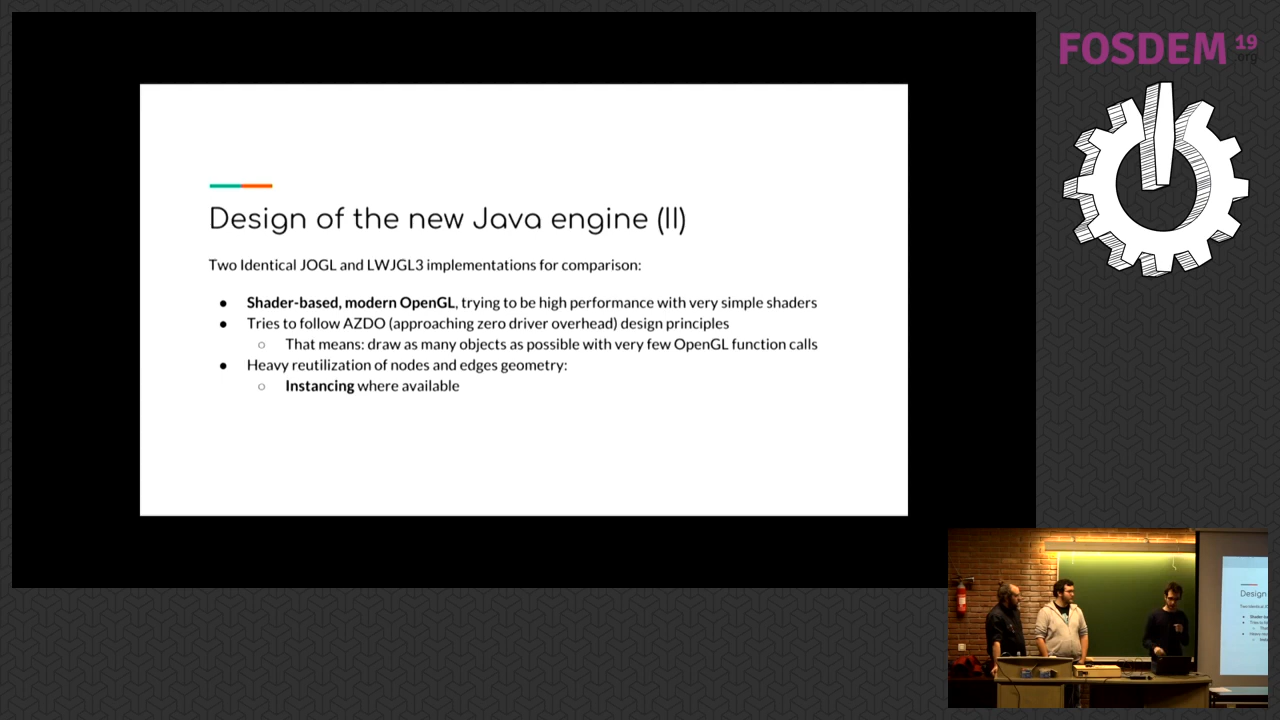 FOSDEM 19
.org
Design of the new Java engine (II)
Two Identical JOGL and LWJGL3 implementations for comparison:
● Shader-based, modern OpenGL, trying to be high performance with very simple shaders
● Tries to follow AZDO (approaching zero driver overhead) design principles
○ That means: draw as many objects as possible with very few OpenGL function calls
● Heavy reutilization of nodes and edges geometry:
○ Instancing where available
Design